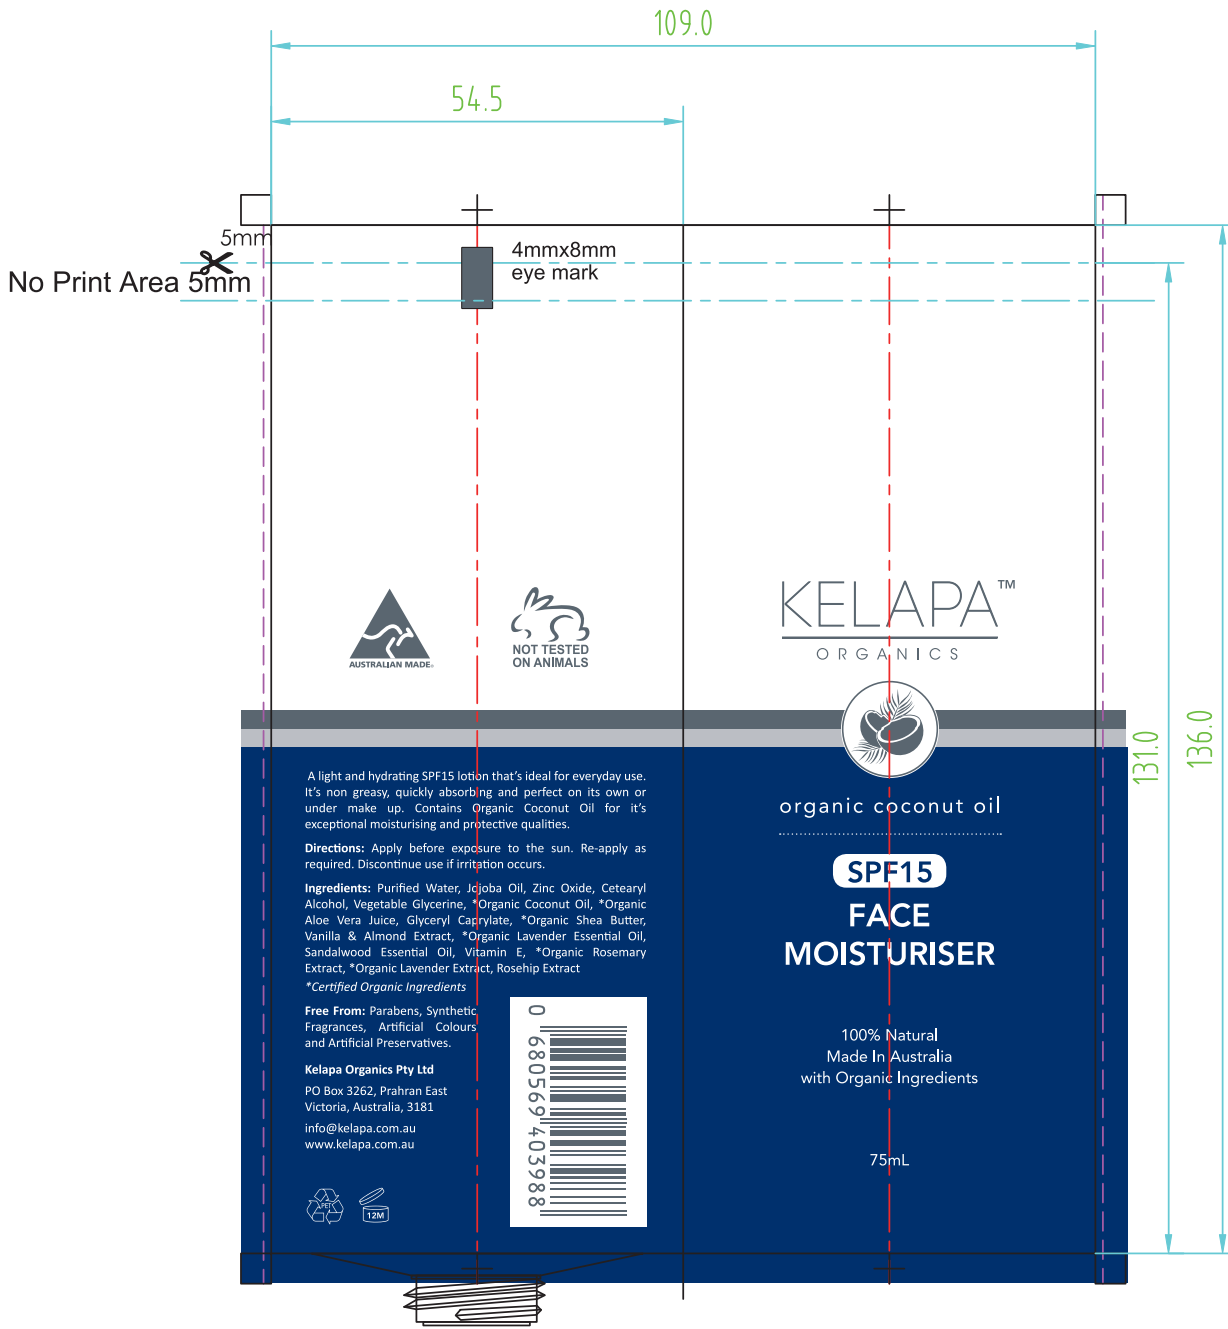 109.0
54.5
5mm
No Print Area 5mm
4mmx8mm
eye mark
AUSTRALIAN MADE
NOT TESTED
ON ANIMALS
KELAPA™
ORGANICS
131.0
136.0
A light and hydrating SPF15 lotion that's ideal for everyday use.
It's non greasy, quickly absorbing and perfect on its own or
under make up. Contains Organic Coconut Oil for it's
exceptional moisturising and protective qualities.
Directions: Apply before exposure to the sun. Re-apply as
required. Discontinue use if irritation occurs.
Ingredients: Purified Water, Jojoba Oil, Zinc Oxide, Cetearyl
Alcohol, Vegetable Glycerine, *Organic Coconut Oil, *Organic
Aloe Vera Juice, Glyceryl Caprylate, *Organic Shea Butter,
Vanilla & Almond Extract, *Organic Lavender Essential Oil,
Sandalwood Essential Oil, Vitamin E, *Organic Rosemary
Extract, *Organic Lavender Extract, Rosehip Extract
*Certified Organic Ingredients
Free From: Parabens, Synthetic
Fragrances, Artificial Colours
and Artificial Preservatives.
Kelapa Organics Pty Ltd
PO Box 3262, Prahran East
Victoria, Australia, 3181
info@kelapa.com.au
www.kelapa.com.au
PET
12M
0 680569 403988
organic coconut oil
SPF15
FACE
MOISTURISER
100% Natural
Made In Australia
with Organic Ingredients
75mL